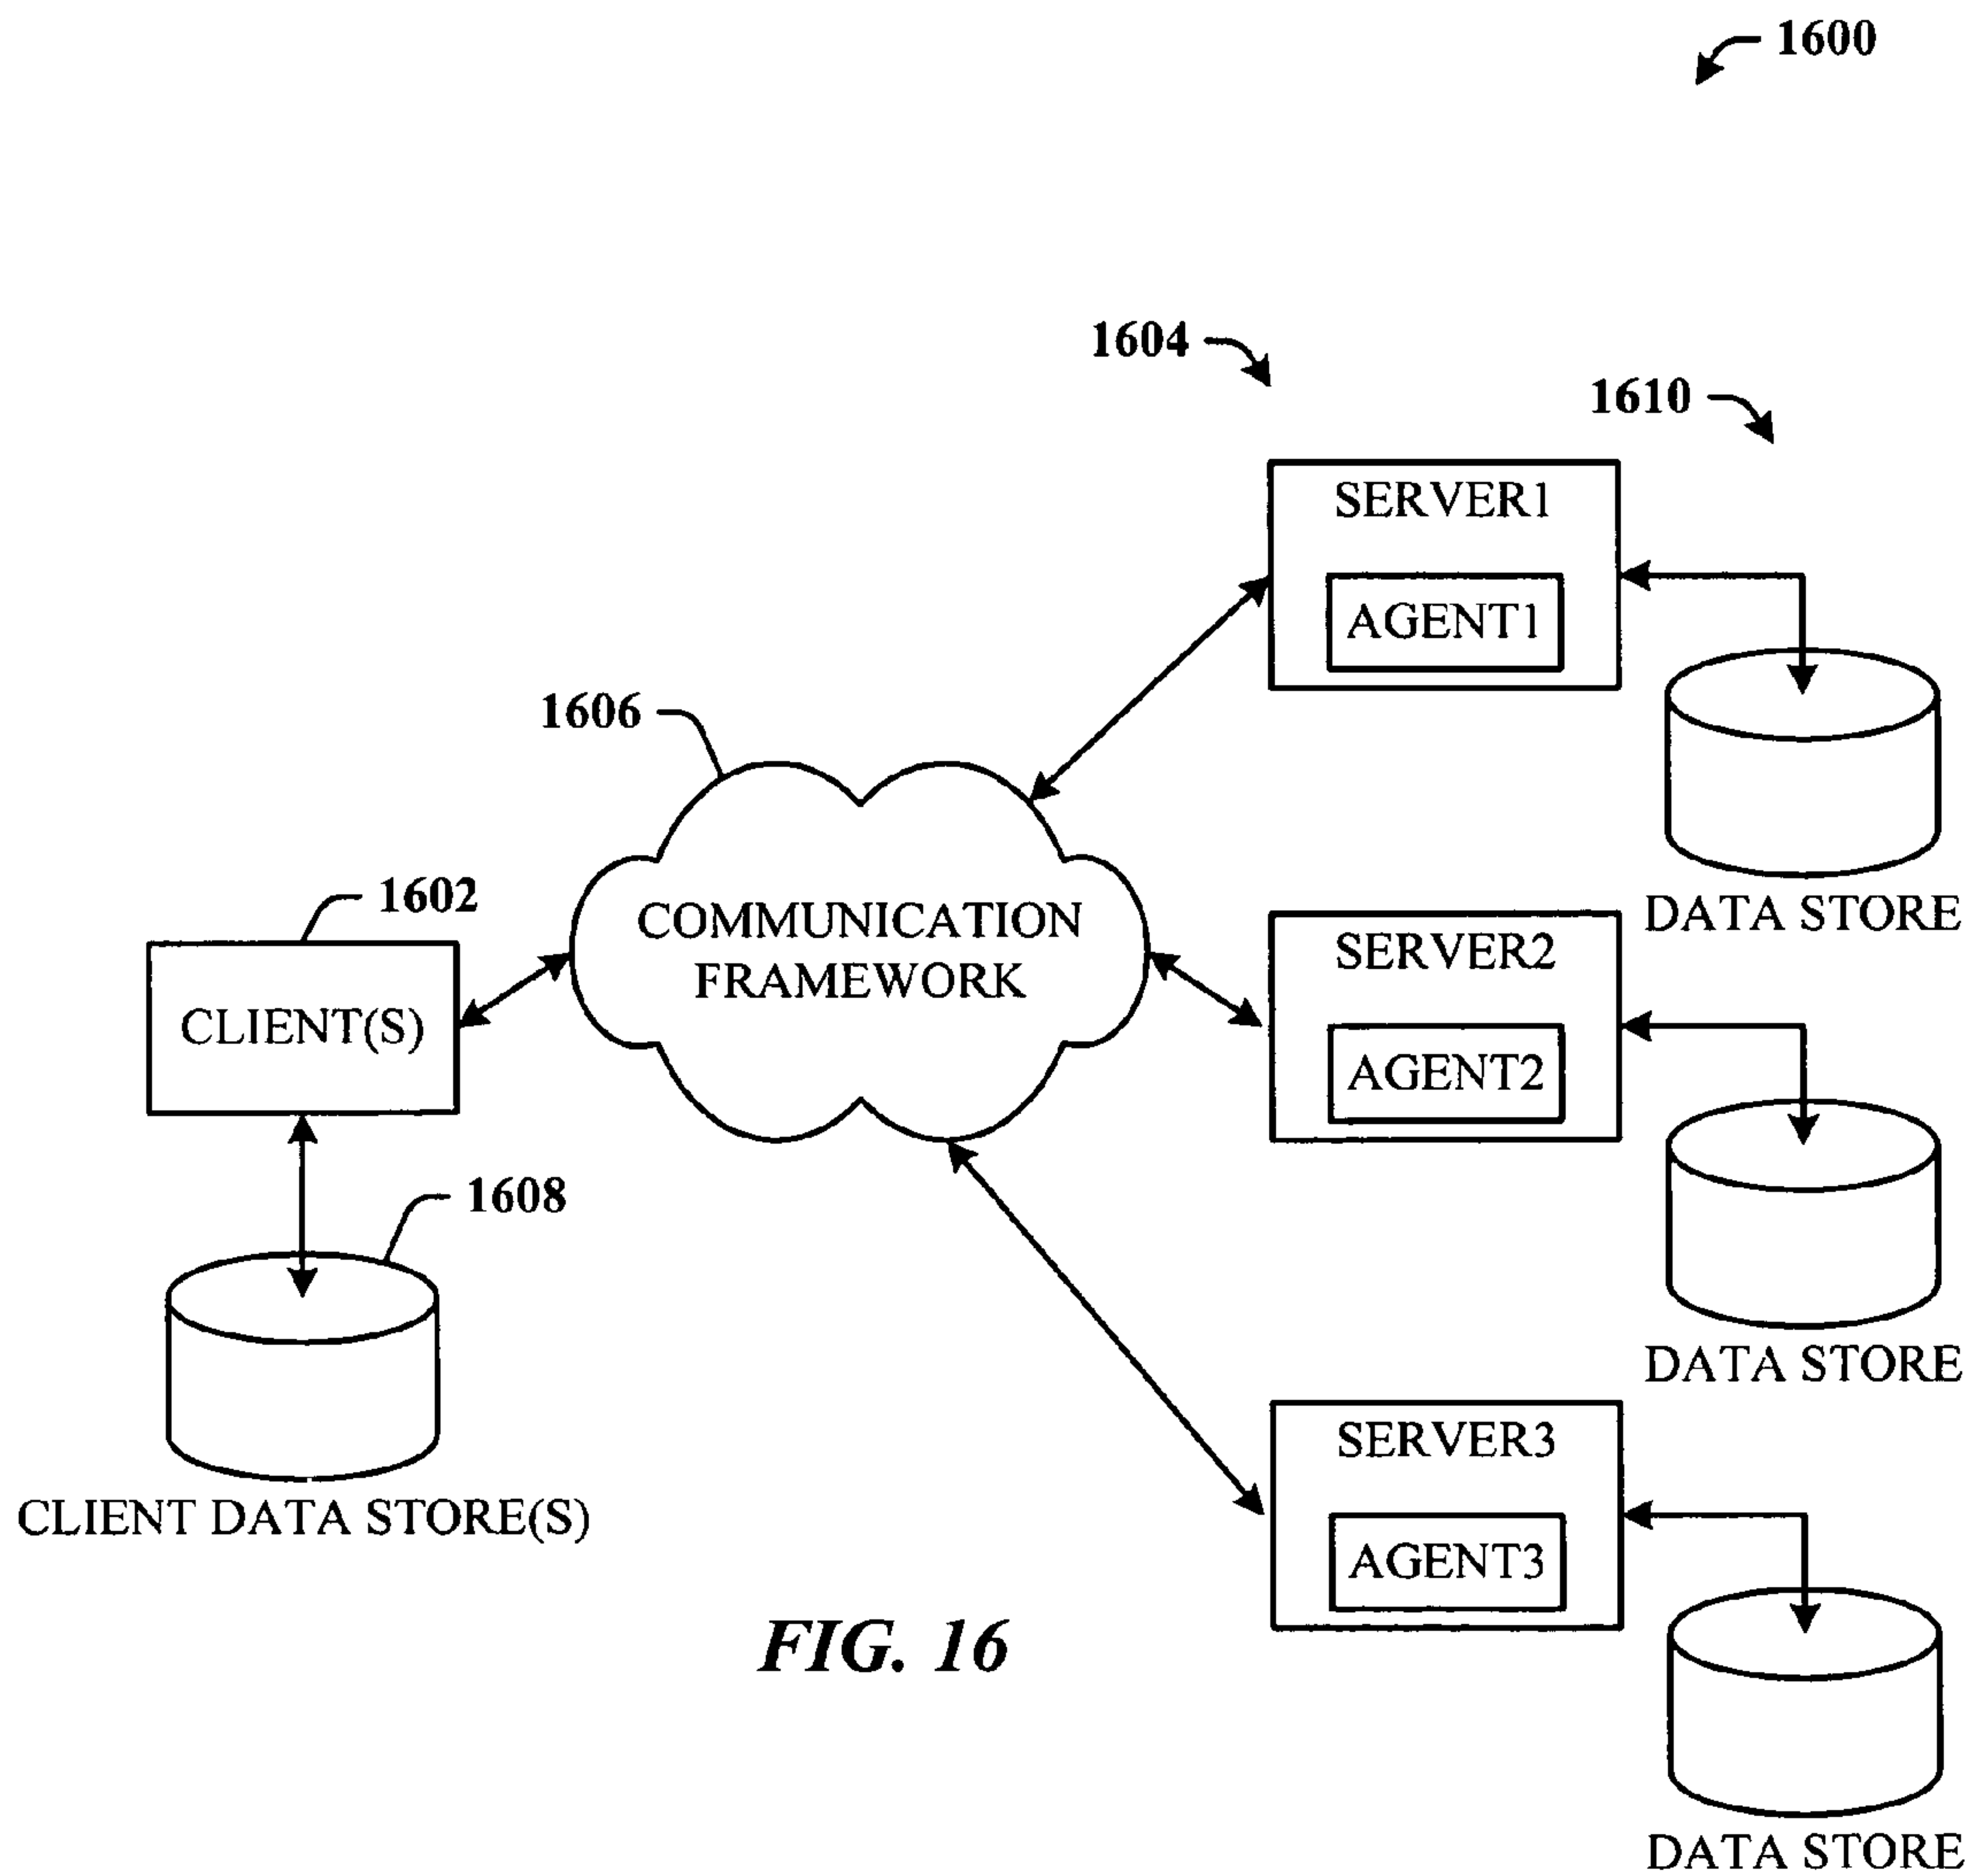 1600
1604
1610
SERVER1
AGENT1
1606
DATA STORE
1602
COMMUNICATION
FRAMEWORK
CLIENT(S)
SERVER2
AGENT2
1608
DATA STORE
CLIENT DATA STORE(S)
SERVER3
AGENT3
FIG. 16
DATA STORE